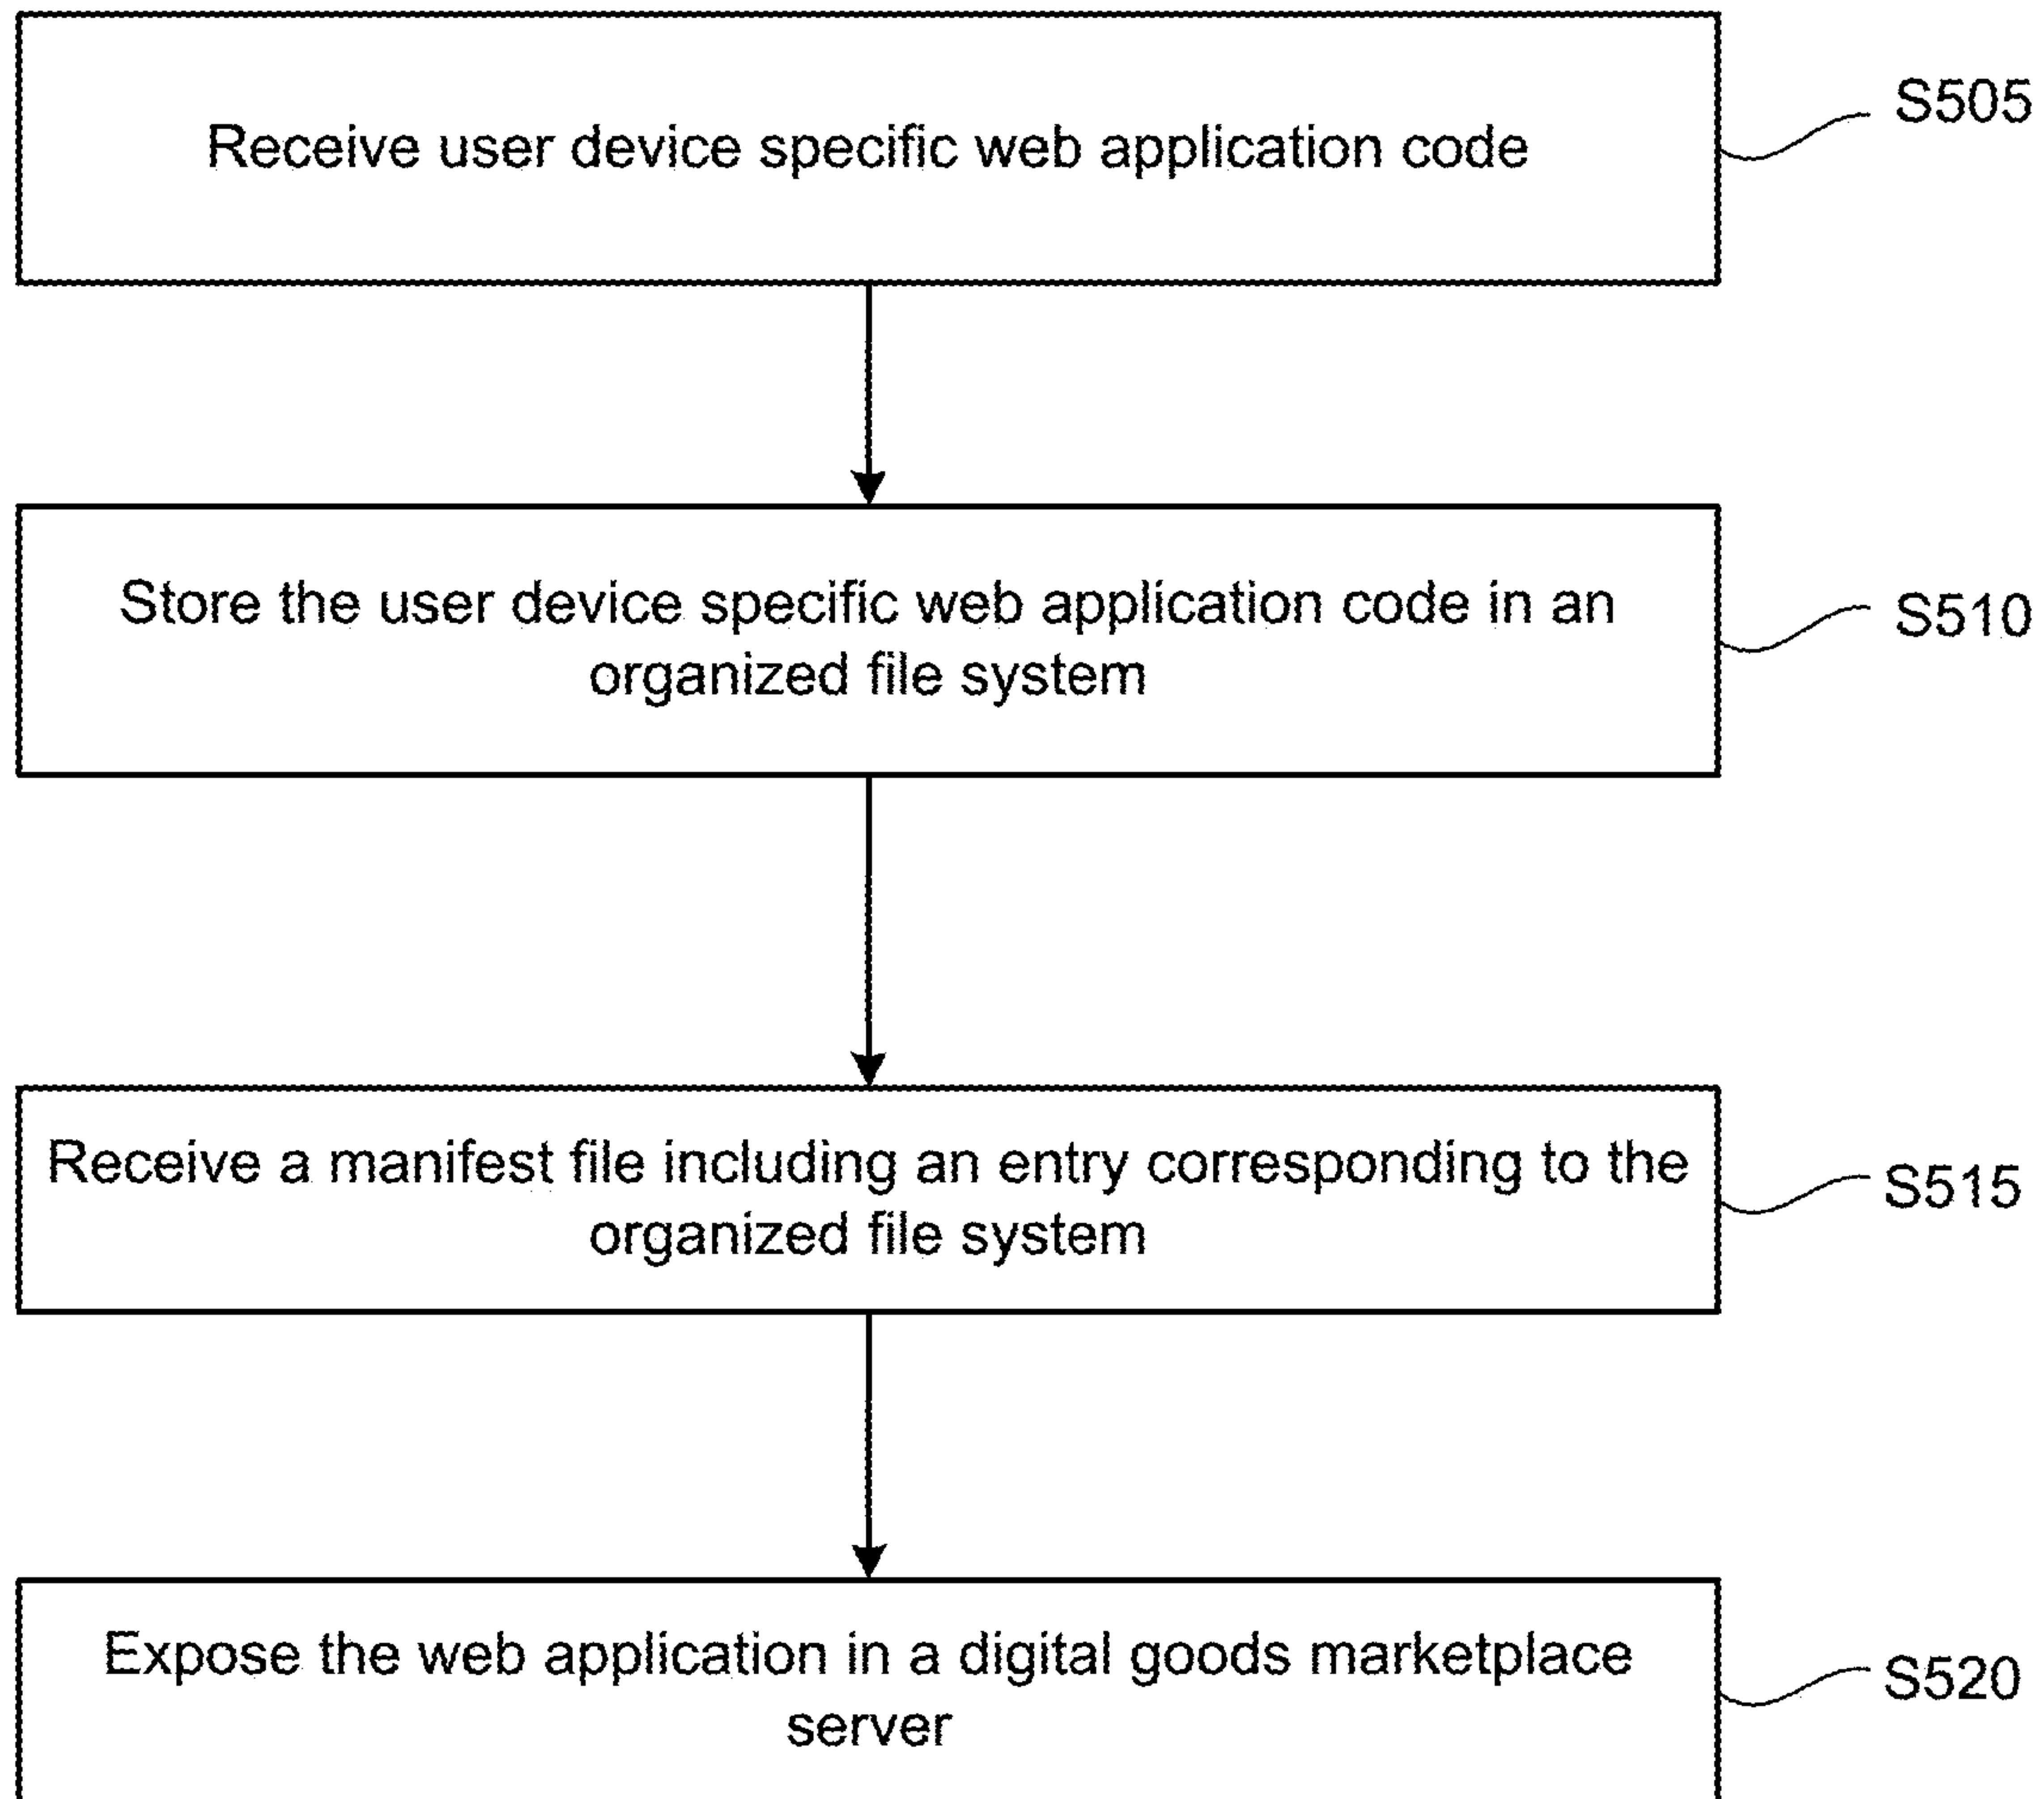 Receive user device specific web application code
S505
Store the user device specific web application code in an
organized file system
S510
Receive a manifest file including an entry corresponding to the
organized file system
S515
Expose the web application in a digital goods marketplace
server
S520